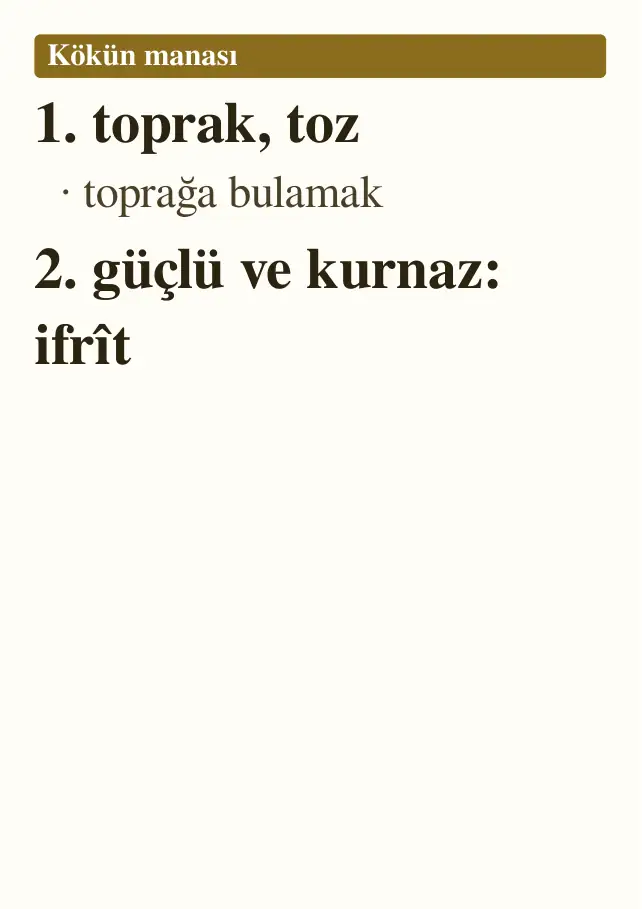 Kökün manası
1. toprak, toz
· toprağa bulamak
2. güçlü ve kurnaz:
ifrît